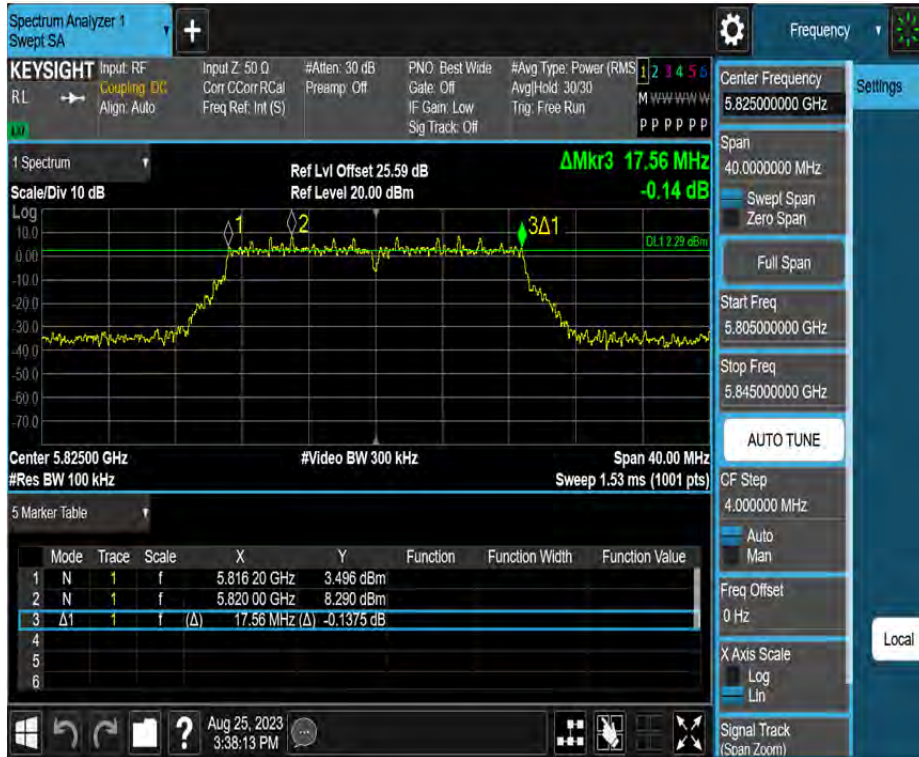 Spectrum Analyzer 1
Swept SA
+
Frequency
KEYSIGHT Input: RF Input Z: 50 Ω #Atten: 30 dB PNO: Best Wide #Avg Type: Power (RMS 1 2 3 4 5 6
RL Coupling: DC Corr CCorr RCal Preamp: Off Gate: Off Avg|Hold: 30/30 M W W W W W
Align: Auto Freq Ref: Int (S) IF Gain: Low Trig: Free Run
LXI Sig Track: Off P P P P P P
1 Spectrum
Scale/Div 10 dB
Ref Lvl Offset 25.59 dB
Ref Level 20.00 dBm
ΔMkr3 17.56 MHz
-0.14 dB
Log
10.0
0.00
-10.0
-20.0
-30.0
-40.0
-50.0
-60.0
-70.0
1
2
3Δ1
DL1 2.29 dBm
Center 5.82500 GHz #Video BW 300 kHz Span 40.00 MHz
#Res BW 100 kHz Sweep 1.53 ms (1001 pts)
5 Marker Table
Mode Trace Scale X Y Function Function Width Function Value
1 N 1 f 5.816 20 GHz 3.496 dBm
2 N 1 f 5.820 00 GHz 8.290 dBm
3 Δ1 1 f (Δ) 17.56 MHz (Δ) -0.1375 dB
4
5
6
?
Aug 25, 2023
3:38:13 PM
Center Frequency
5.825000000 GHz
Span
40.0000000 MHz
Swept Span
Zero Span
Full Span
Start Freq
5.805000000 GHz
Stop Freq
5.845000000 GHz
AUTO TUNE
CF Step
4.000000 MHz
Auto
Man
Freq Offset
0 Hz
X Axis Scale
Log
Lin
Signal Track
(Span Zoom)
Settings
Local